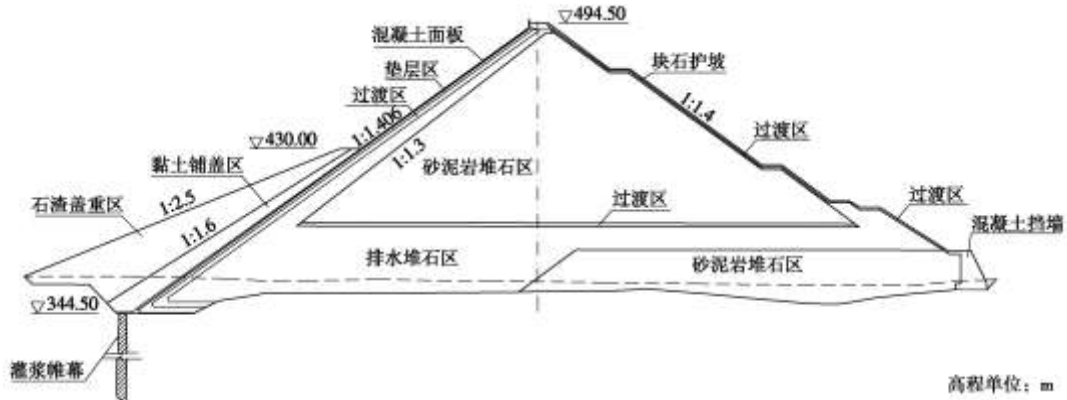 ▽494.50
混凝土面板
垫层区
过渡区
块石护坡
1:1.4
▽430.00
1:1.406
1:1.3
过渡区
黏土铺盖区
砂泥岩堆石区
石渣盖重区
1:2.5
1:1.6
过渡区
过渡区
混凝土挡墙
排水堆石区
砂泥岩堆石区
▽344.50
灌浆帷幕
高程单位：m